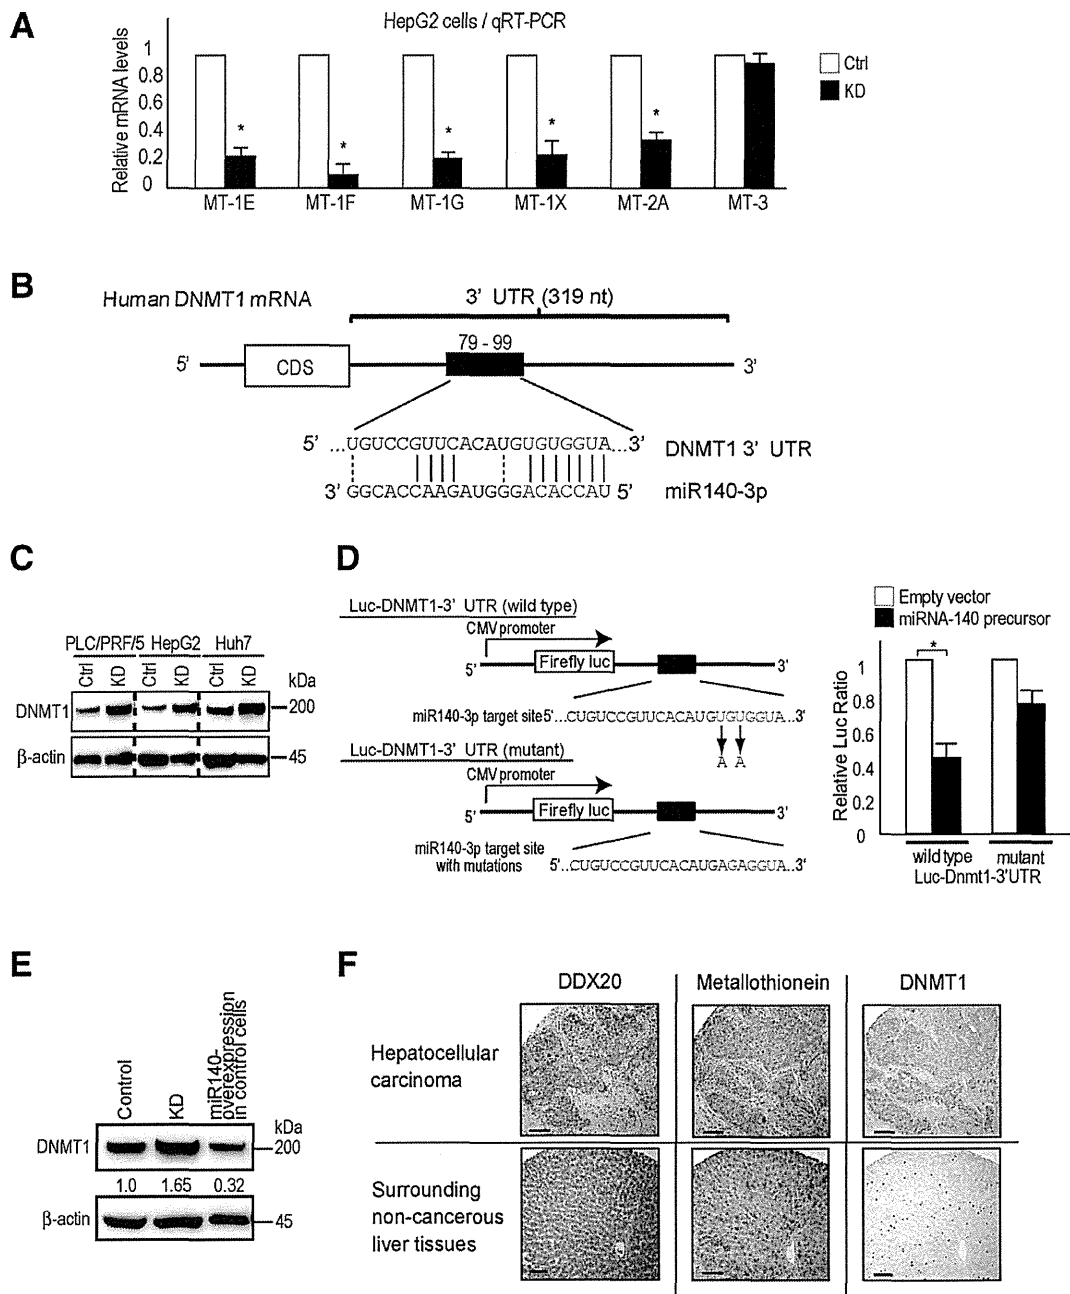 A
HepG2 cells / qRT-PCR
Relative mRNA levels
1
0.8
0.6
0.4
0.2
0
* * * * *
MT-1E MT-1F MT-1G MT-1X MT-2A MT-3
Ctrl
KD
B
Human DNMT1 mRNA
3' UTR (319 nt)
79 - 99
5' CDS 3'
5' ...UGUCCGUUCACAUGUGUGGUA...3' DNMT1 3' UTR
3' GGCACCAAGAUGGGACACCAU 5' miR140-3p
C
PLC/PRF/5 HepG2 Huh7
Ctrl KD Ctrl KD Ctrl KD
kDa
DNMT1 200
β-actin 45
D
Luc-DNMT1-3' UTR (wild type)
CMV promoter
5' Firefly luc 3'
miR140-3p target site 5'...CUGUCCGUUCACAUGUGUGGUA..3'
A A
Luc-DNMT1-3' UTR (mutant)
CMV promoter
5' Firefly luc 3'
miR140-3p target site
with mutations
5'..CUGUCCGUUCACAUGAGAGGUA..3'
Empty vector
miRNA-140 precursor
Relative Luc Ratio
1
0.8
0.6
0.4
0.2
0
*
wild type mutant
Luc-Dnmt1-3'UTR
E
Control
KD
miR140-
overexpression
in control cells
kDa
DNMT1 200
1.0 1.65 0.32
β-actin 45
F
DDX20 Metallothionein DNMT1
Hepatocellular
carcinoma
Surrounding
non-cancerous
liver tissues